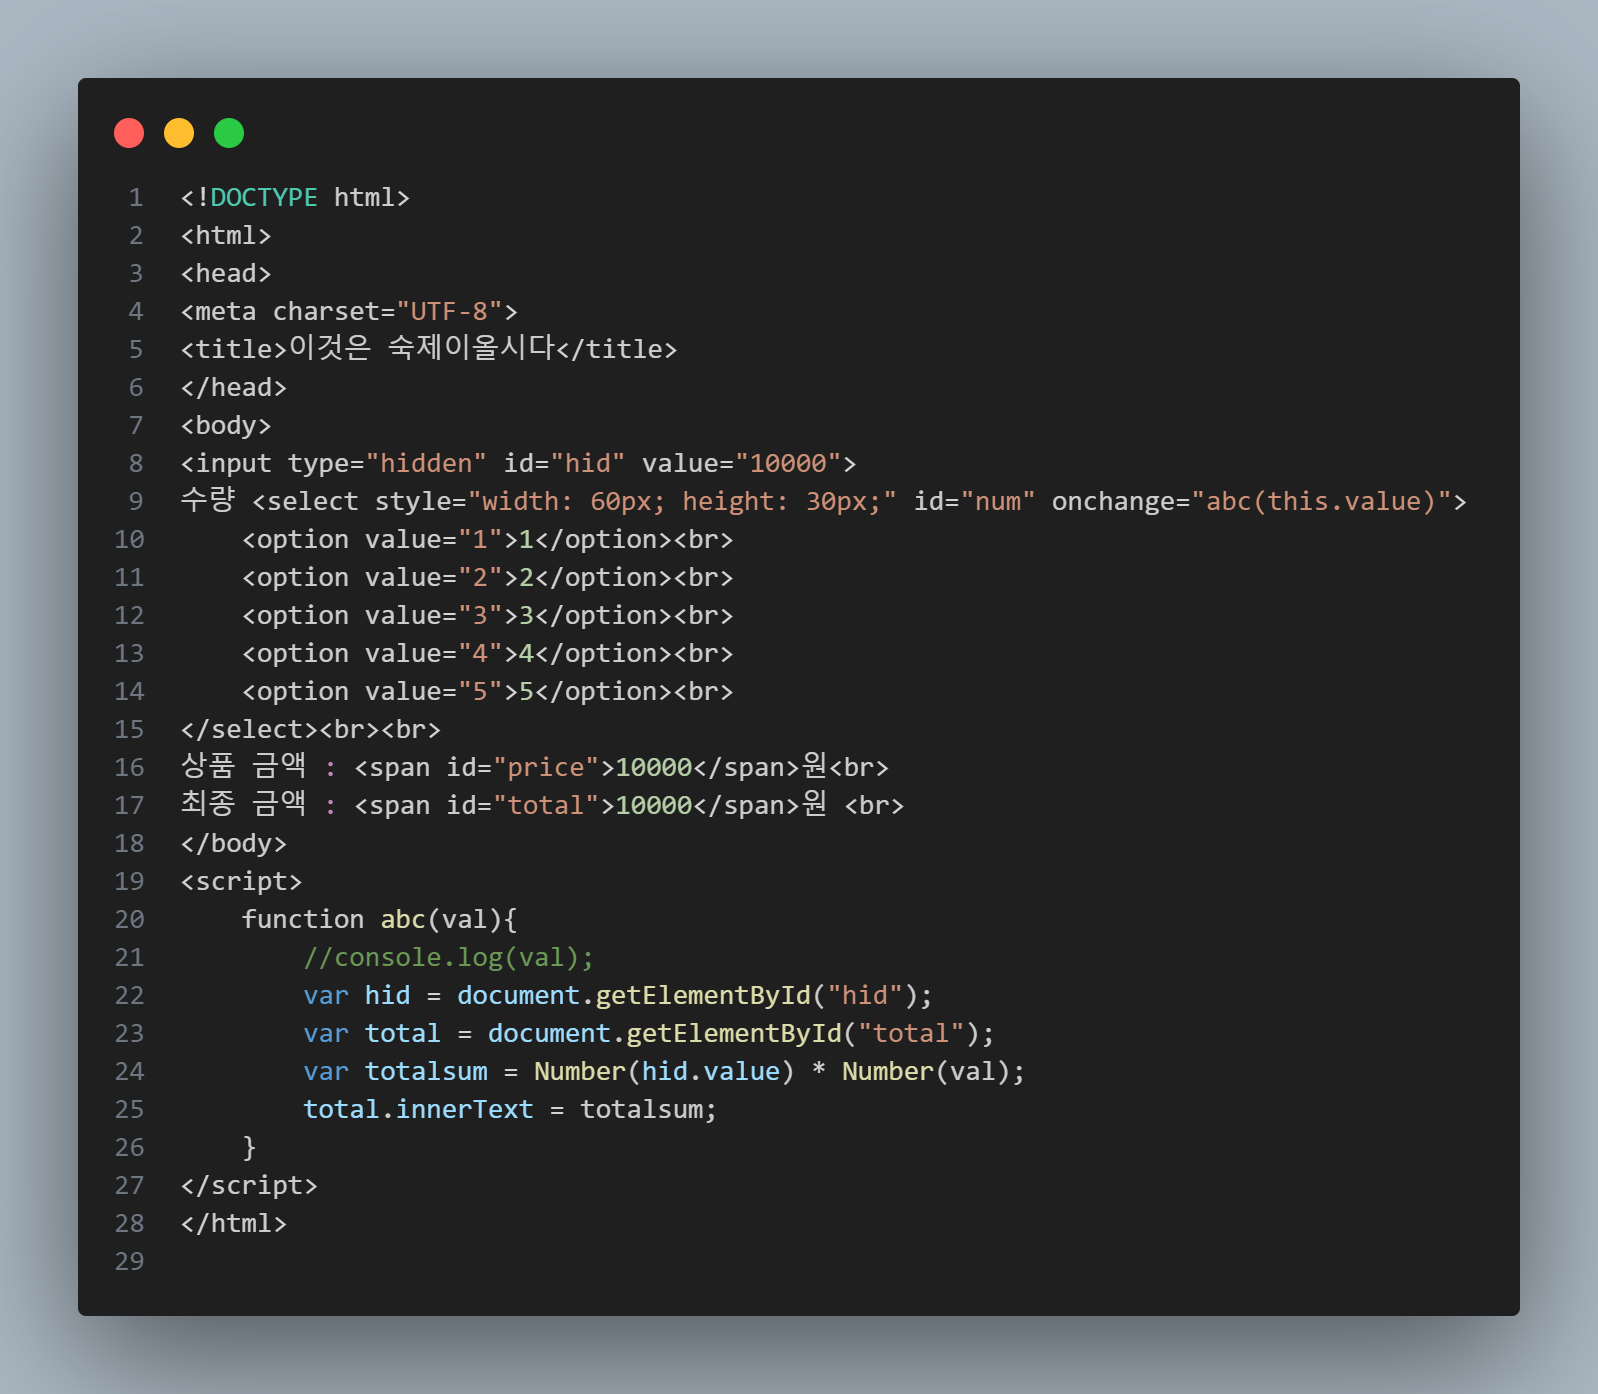 1 <!DOCTYPE html>
2 <html>
3 <head>
4 <meta charset="UTF-8">
5 <title>이것은 숙제이올시다</title>
6 </head>
7 <body>
8 <input type="hidden" id="hid" value="10000">
9 수량 <select style="width: 60px; height: 30px;" id="num" onchange="abc(this.value)">
10     <option value="1">1</option><br>
11     <option value="2">2</option><br>
12     <option value="3">3</option><br>
13     <option value="4">4</option><br>
14     <option value="5">5</option><br>
15 </select><br><br>
16 상품 금액 : <span id="price">10000</span>원<br>
17 최종 금액 : <span id="total">10000</span>원 <br>
18 </body>
19 <script>
20     function abc(val){
21         //console.log(val);
22         var hid = document.getElementById("hid");
23         var total = document.getElementById("total");
24         var totalsum = Number(hid.value) * Number(val);
25         total.innerText = totalsum;
26     }
27 </script>
28 </html>
29